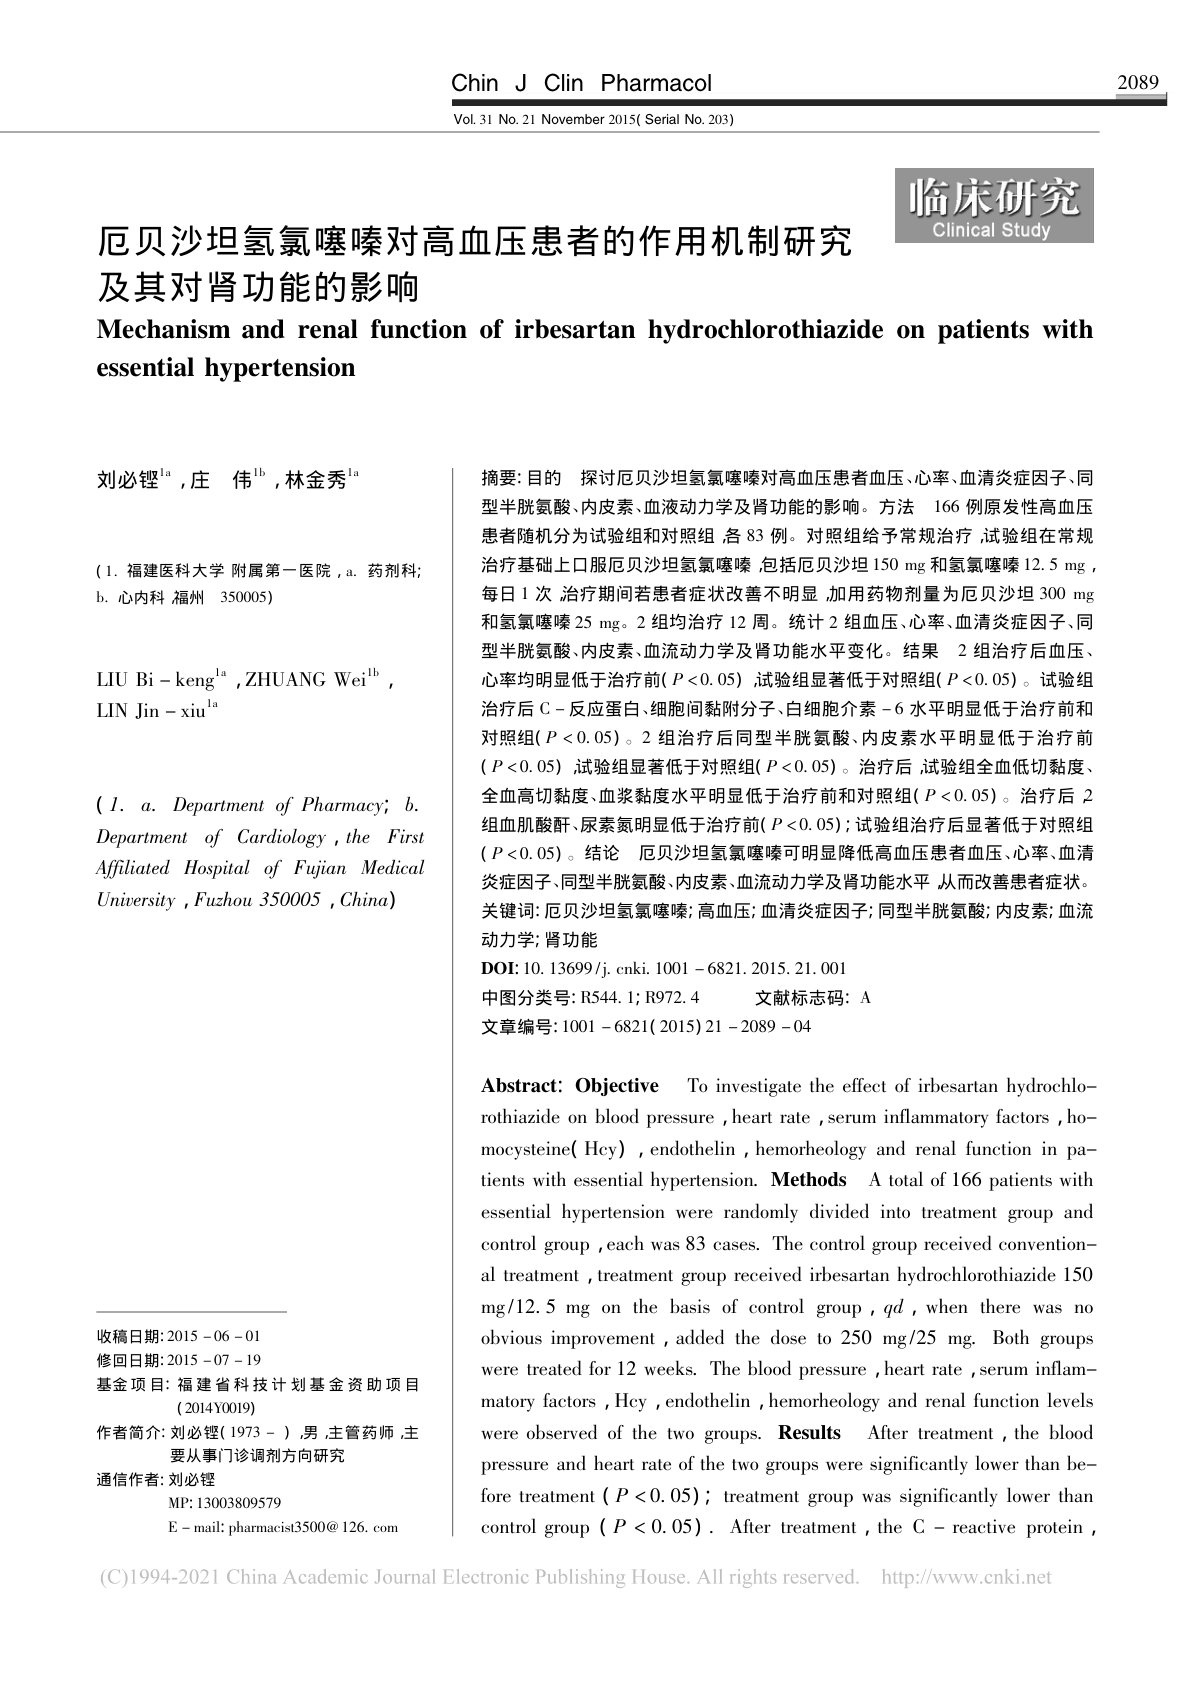 Chin J Clin Pharmacol
2089
Vol. 31 No. 21 November 2015( Serial No. 203)
临床研究
Clinical Study
厄贝沙坦氢氯噻嗪对高血压患者的作用机制研究
及其对肾功能的影响
Mechanism and renal function of irbesartan hydrochlorothiazide on patients with
essential hypertension
刘必铿1a ,庄 伟1b ,林金秀1a
( 1. 福建医科大学 附属第一医院 , a. 药剂科;
b. 心内科 ,福州 350005)
LIU Bi - keng1a ,ZHUANG Wei1b ,
LIN Jin - xiu1a
( 1. a. Department of Pharmacy; b.
Department of Cardiology , the First
Affiliated Hospital of Fujian Medical
University , Fuzhou 350005 , China)
收稿日期: 2015 - 06 - 01
修回日期: 2015 - 07 - 19
基金项目: 福建省科技计划基金资助项目
( 2014Y0019)
作者简介: 刘必铿( 1973 - ) ,男 ,主管药师 ,主
要从事门诊调剂方向研究
通信作者: 刘必铿
MP: 13003809579
E - mail: pharmacist3500@ 126. com
摘要: 目的 探讨厄贝沙坦氢氯噻嗪对高血压患者血压、心率、血清炎症因子、同
型半胱氨酸、内皮素、血液动力学及肾功能的影响。方法 166 例原发性高血压
患者随机分为试验组和对照组 ,各 83 例。对照组给予常规治疗 ,试验组在常规
治疗基础上口服厄贝沙坦氢氯噻嗪 ,包括厄贝沙坦 150 mg 和氢氯噻嗪 12. 5 mg ,
每日 1 次 ,治疗期间若患者症状改善不明显 ,加用药物剂量为厄贝沙坦 300 mg
和氢氯噻嗪 25 mg。2 组均治疗 12 周。统计 2 组血压、心率、血清炎症因子、同
型半胱氨酸、内皮素、血流动力学及肾功能水平变化。结果 2 组治疗后血压、
心率均明显低于治疗前( P < 0. 05) ,试验组显著低于对照组( P < 0. 05) 。试验组
治疗后 C - 反应蛋白、细胞间黏附分子、白细胞介素 - 6 水平明显低于治疗前和
对照组( P < 0. 05) 。2 组治疗后同型半胱氨酸、内皮素水平明显低于治疗前
( P < 0. 05) ,试验组显著低于对照组( P < 0. 05) 。治疗后 ,试验组全血低切黏度、
全血高切黏度、血浆黏度水平明显低于治疗前和对照组( P < 0. 05) 。治疗后 ,2
组血肌酸酐、尿素氮明显低于治疗前( P < 0. 05) ; 试验组治疗后显著低于对照组
( P < 0. 05) 。结论 厄贝沙坦氢氯噻嗪可明显降低高血压患者血压、心率、血清
炎症因子、同型半胱氨酸、内皮素、血流动力学及肾功能水平 ,从而改善患者症状。
关键词: 厄贝沙坦氢氯噻嗪; 高血压; 血清炎症因子; 同型半胱氨酸; 内皮素; 血流
动力学; 肾功能
DOI: 10. 13699 /j. cnki. 1001 - 6821. 2015. 21. 001
中图分类号: R544. 1; R972. 4 文献标志码: A
文章编号: 1001 - 6821( 2015) 21 - 2089 - 04
Abstract: Objective To investigate the effect of irbesartan hydrochlo-
rothiazide on blood pressure , heart rate , serum inflammatory factors , ho-
mocysteine( Hcy) , endothelin , hemorheology and renal function in pa-
tients with essential hypertension. Methods A total of 166 patients with
essential hypertension were randomly divided into treatment group and
control group , each was 83 cases. The control group received convention-
al treatment , treatment group received irbesartan hydrochlorothiazide 150
mg /12. 5 mg on the basis of control group , qd , when there was no
obvious improvement , added the dose to 250 mg /25 mg. Both groups
were treated for 12 weeks. The blood pressure , heart rate , serum inflam-
matory factors , Hcy , endothelin , hemorheology and renal function levels
were observed of the two groups. Results After treatment , the blood
pressure and heart rate of the two groups were significantly lower than be-
fore treatment ( P < 0. 05) ; treatment group was significantly lower than
control group ( P < 0. 05) . After treatment , the C - reactive protein ,
(C)1994-2021 China Academic Journal Electronic Publishing House. All rights reserved. http://www.cnki.net